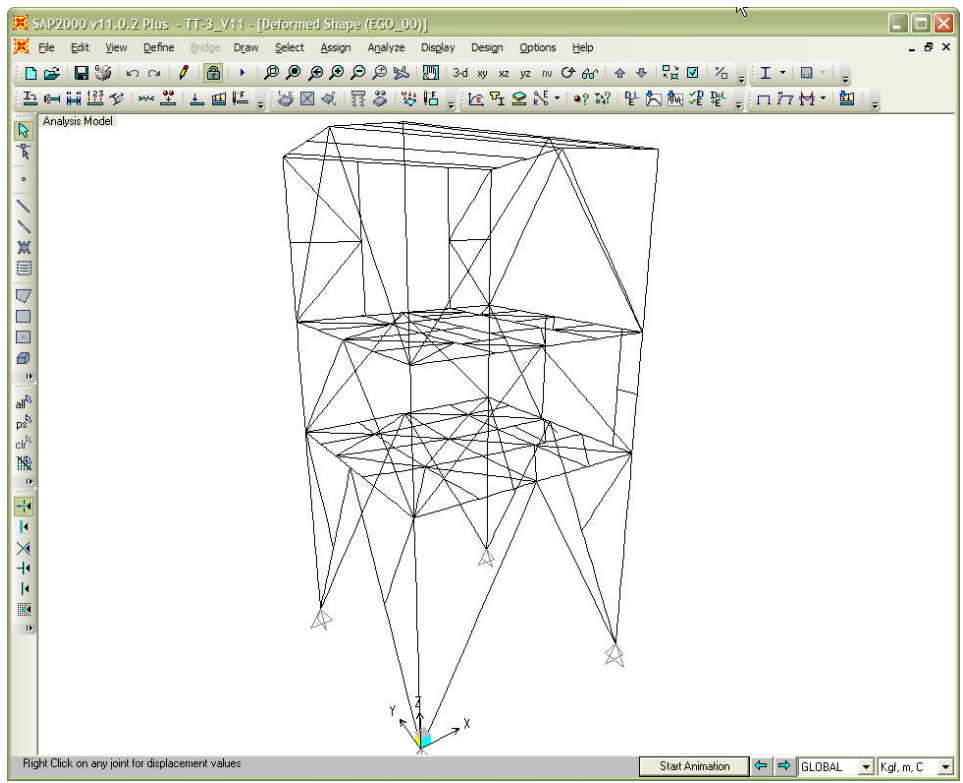 SAP2000 v11.0.2 Plus - TT-3_V11 - [Deformed Shape (EGO_00)]
File Edit View Define Bridge Draw Select Assign Analyze Display Design Options Help
3-d xy xz yz nv
Analysis Model
all
ps
clr
Z
Y
X
Right Click on any joint for displacement values
Start Animation
GLOBAL
Kgf, m, C